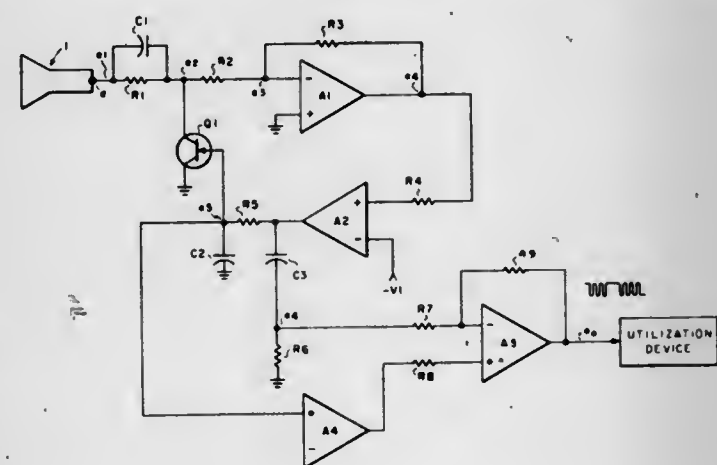 C1
1
e1
e2
R2
R3
e
R1
e3
e4
A1
-
+
Q1
R4
e5
R5
A2
+
-
C2
C3
-V1
R9
e4
R7
-
A3
+
eo
UTILIZATION
DEVICE
R6
R8
+
A4
-